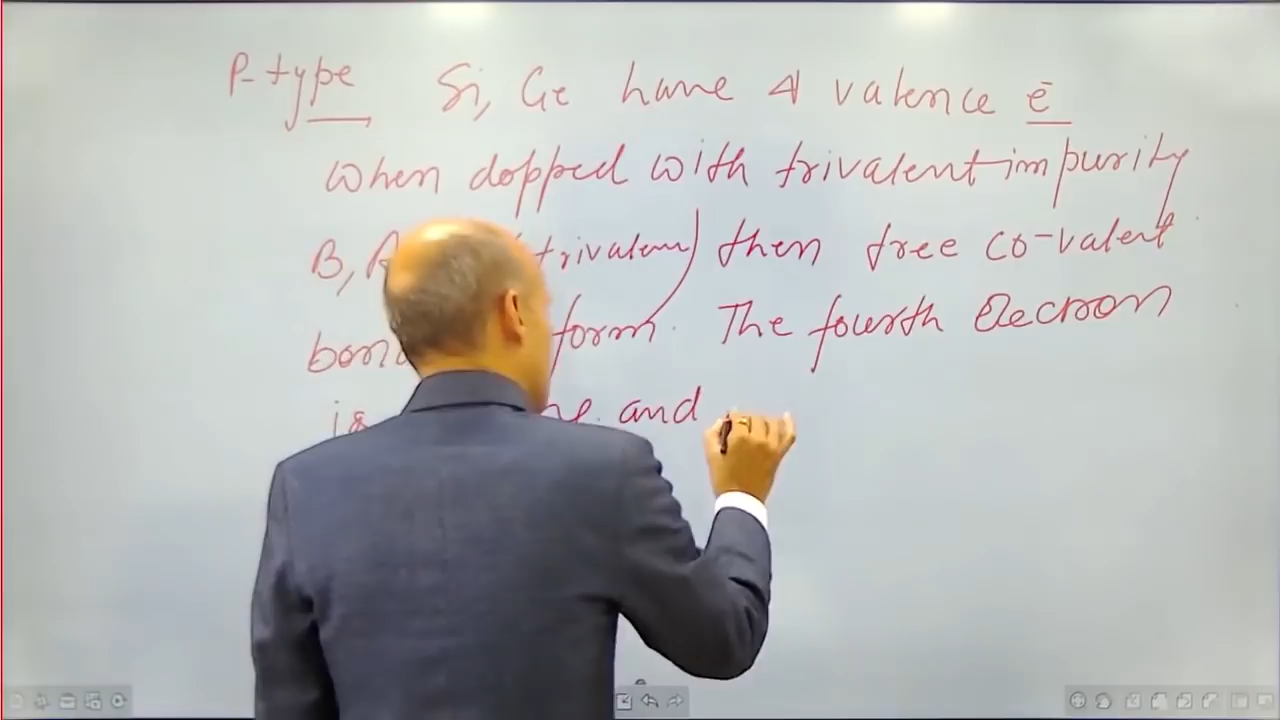 P-type Si, Ge have 4 valence e̅
When dopped with trivalent impurity
B, (trivalent) then free co-valent
form. The fourth Electron
is and